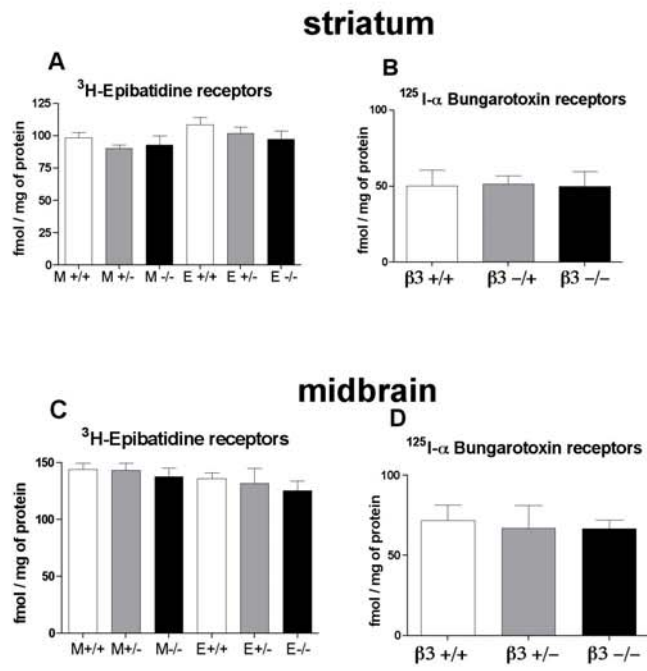 striatum
A
³H-Epibatidine receptors
fmol / mg of protein
125
100
75
50
25
0
M +/+ M +/- M -/- E +/+ E +/- E -/-
B
¹²⁵I-α Bungarotoxin receptors
fmol / mg of protein
100
50
0
β3 +/+ β3 −/+ β3 −/−
midbrain
C
³H-Epibatidine receptors
fmol / mg of protein
150
100
50
0
M+/+ M+/- M-/- E+/+ E+/- E-/-
D
¹²⁵I-α Bungarotoxin receptors
fmol / mg of protein
100
50
0
β3 +/+ β3 +/− β3 −/−